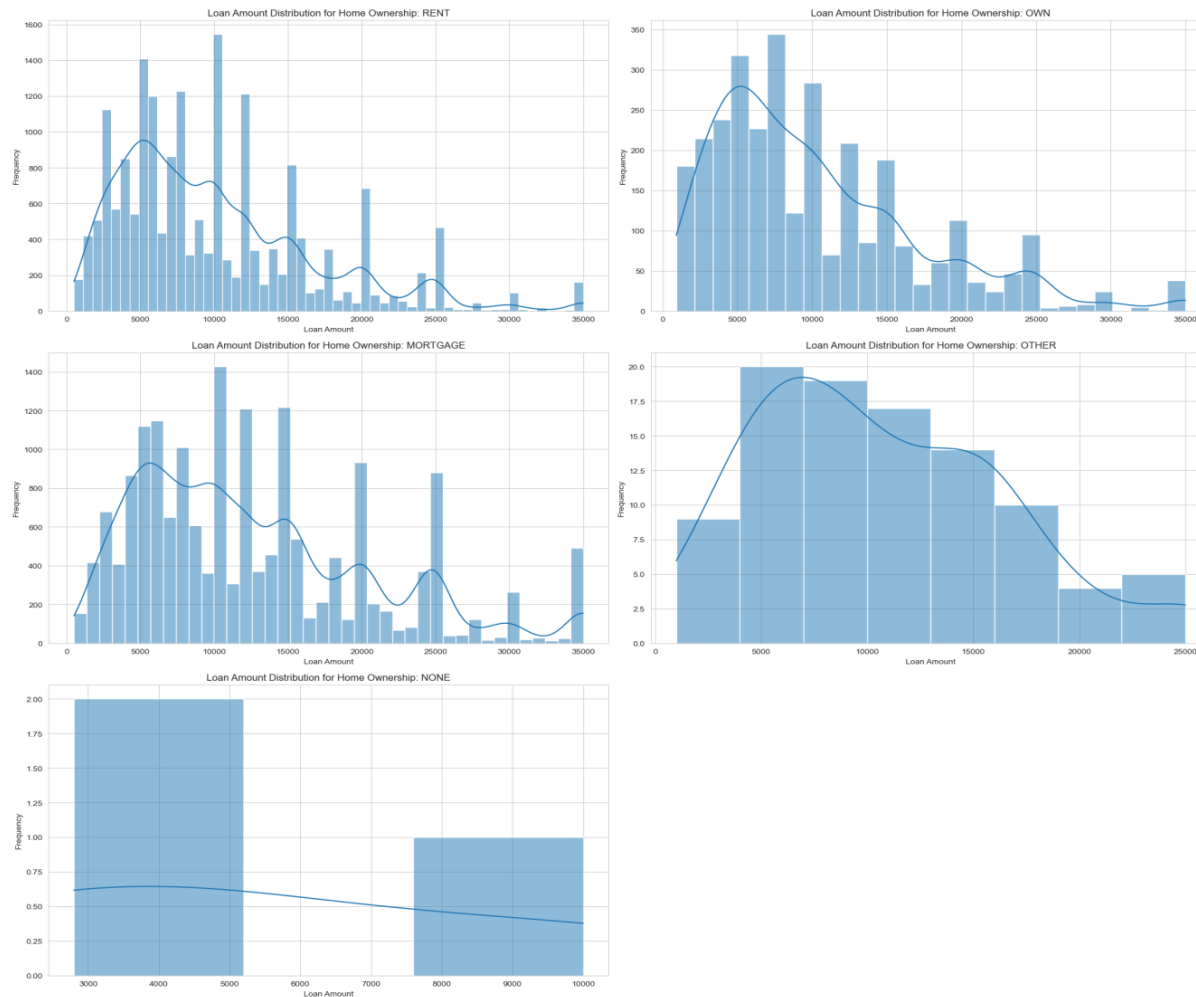 Loan Amount Distribution for Home Ownership: RENT
1600
1400
1200
1000
800
600
400
200
0
Frequency
0 5000 10000 15000 20000 25000 30000 35000
Loan Amount
Loan Amount Distribution for Home Ownership: OWN
350
300
250
200
150
100
50
0
Frequency
0 5000 10000 15000 20000 25000 30000 35000
Loan Amount
Loan Amount Distribution for Home Ownership: MORTGAGE
1400
1200
1000
800
600
400
200
0
Frequency
0 5000 10000 15000 20000 25000 30000 35000
Loan Amount
Loan Amount Distribution for Home Ownership: OTHER
20.0
17.5
15.0
12.5
10.0
7.5
5.0
2.5
0.0
Frequency
0 5000 10000 15000 20000 25000
Loan Amount
Loan Amount Distribution for Home Ownership: NONE
2.00
1.75
1.50
1.25
1.00
0.75
0.50
0.25
0.00
Frequency
3000 4000 5000 6000 7000 8000 9000 10000
Loan Amount